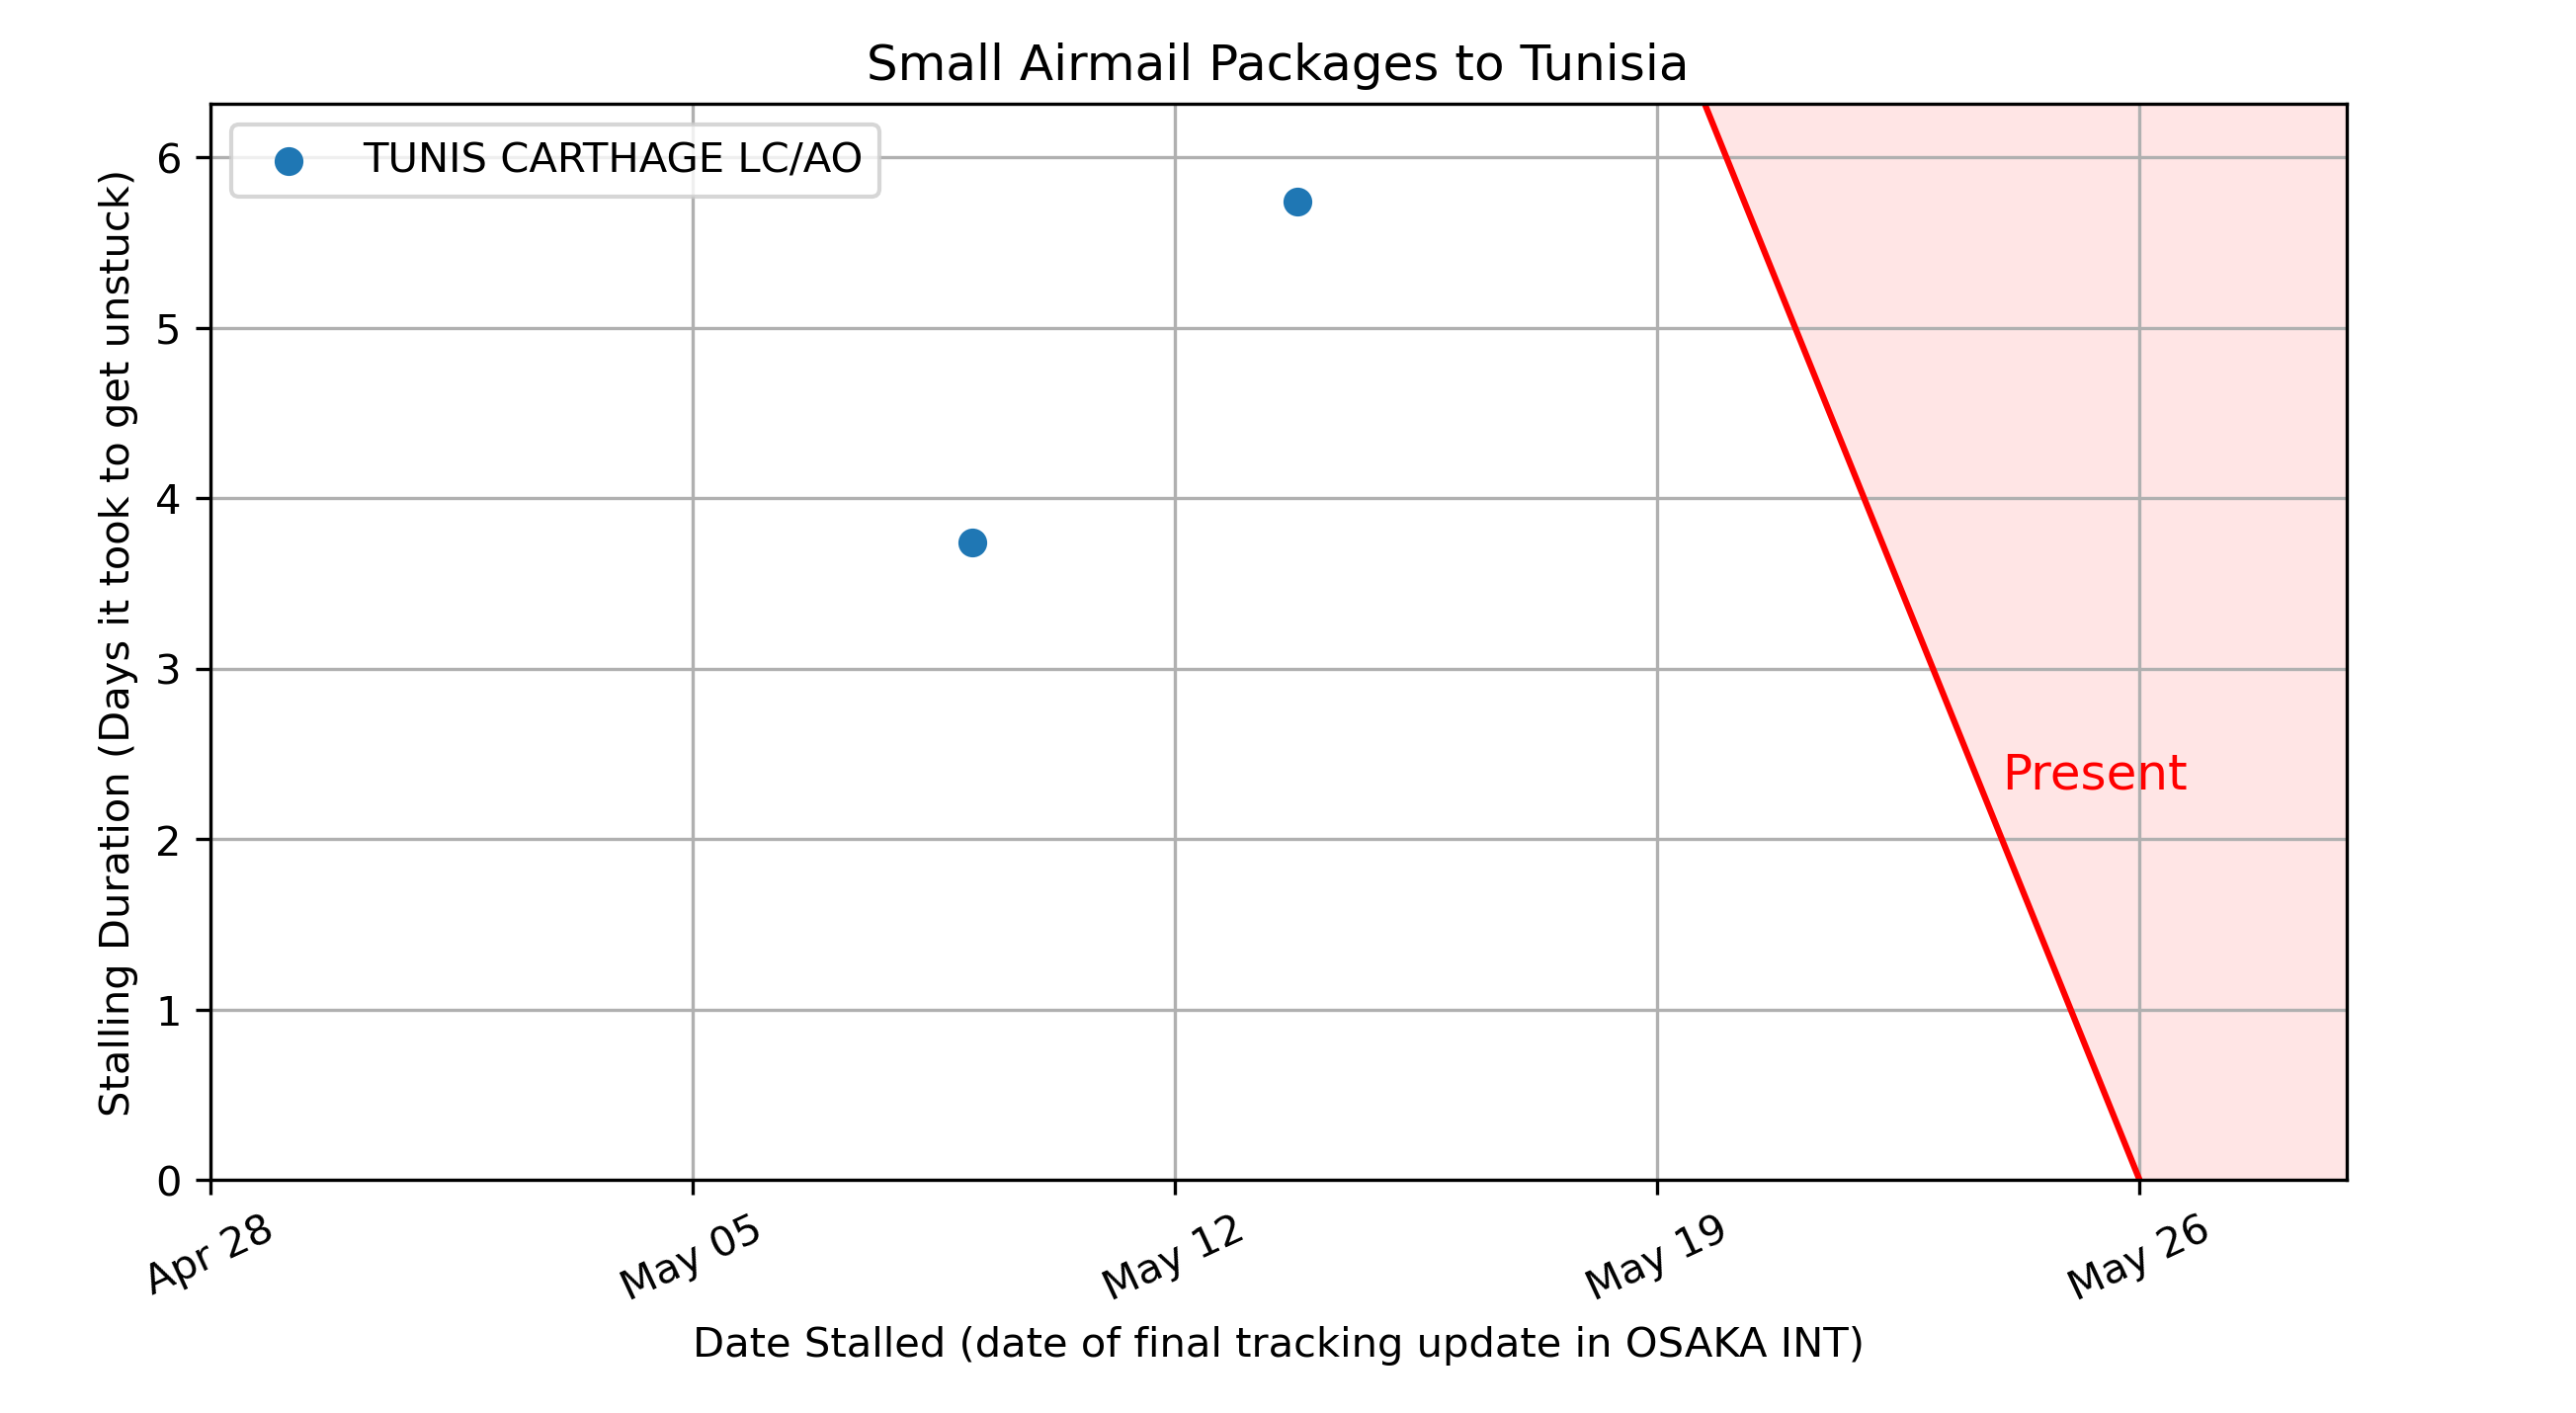 Small Airmail Packages to Tunisia
TUNIS CARTHAGE LC/AO
Stalling Duration (Days it took to get unstuck)
6
5
4
3
2
1
0
Present
Apr 28
May 05
May 12
May 19
May 26
Date Stalled (date of final tracking update in OSAKA INT)